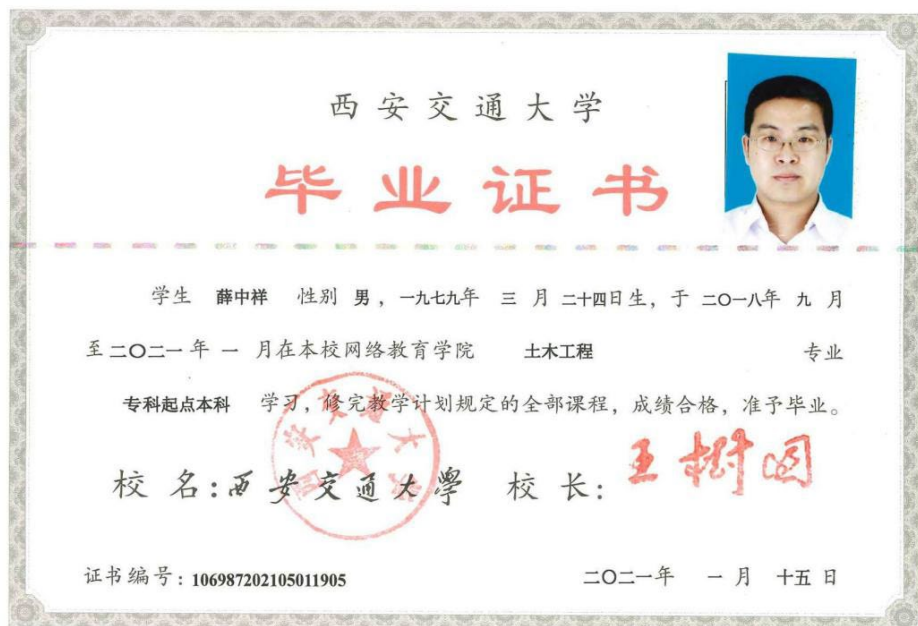 西安交通大学
毕业证书
学生 薛中祥 性别 男，一九七九年 三 月 二十四日生，于 二〇一八年 九 月
至二〇二一 年 一 月在本校网络教育学院 土木工程 专业
专科起点本科 学习，修完教学计划规定的全部课程，成绩合格，准予毕业。
校 名：西安交通大學 校 长：王树国
西安交通大学
证书编号：106987202105011905 二〇二一年 一 月 十五 日